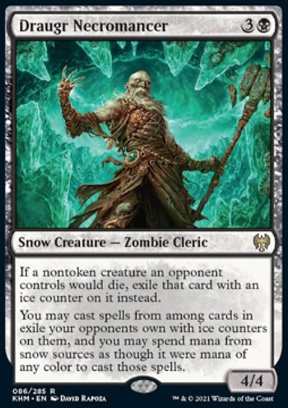 Draugr Necromancer 3
Snow Creature — Zombie Cleric
If a nontoken creature an opponent
controls would die, exile that card with an
ice counter on it instead.
You may cast spells from among cards in
exile your opponents own with ice counters
on them, and you may spend mana from
snow sources as though it were mana of
any color to cast those spells.
4/4
086/285 R
KHM • EN DAVID RAPOZA
™ & © 2021 Wizards of the Coast